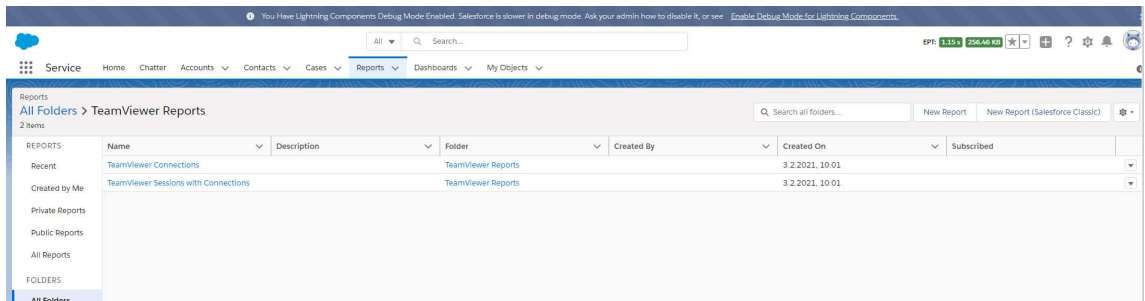 You Have Lightning Components Debug Mode Enabled. Salesforce is slower in debug mode. Ask your admin how to disable it, or see Enable Debug Mode for Lightning Components.
All Search... EPT: 1.15 s 256.46 KB
Service Home Chatter Accounts Contacts Cases Reports Dashboards My Objects
Reports
All Folders > TeamViewer Reports
2 items
Search all folders... New Report New Report (Salesforce Classic)
REPORTS Name Description Folder Created By Created On Subscribed
Recent TeamViewer Connections TeamViewer Reports 3.2.2021, 10:01
Created by Me TeamViewer Sessions with Connections TeamViewer Reports 3.2.2021, 10:01
Private Reports
Public Reports
All Reports
FOLDERS
All Folders